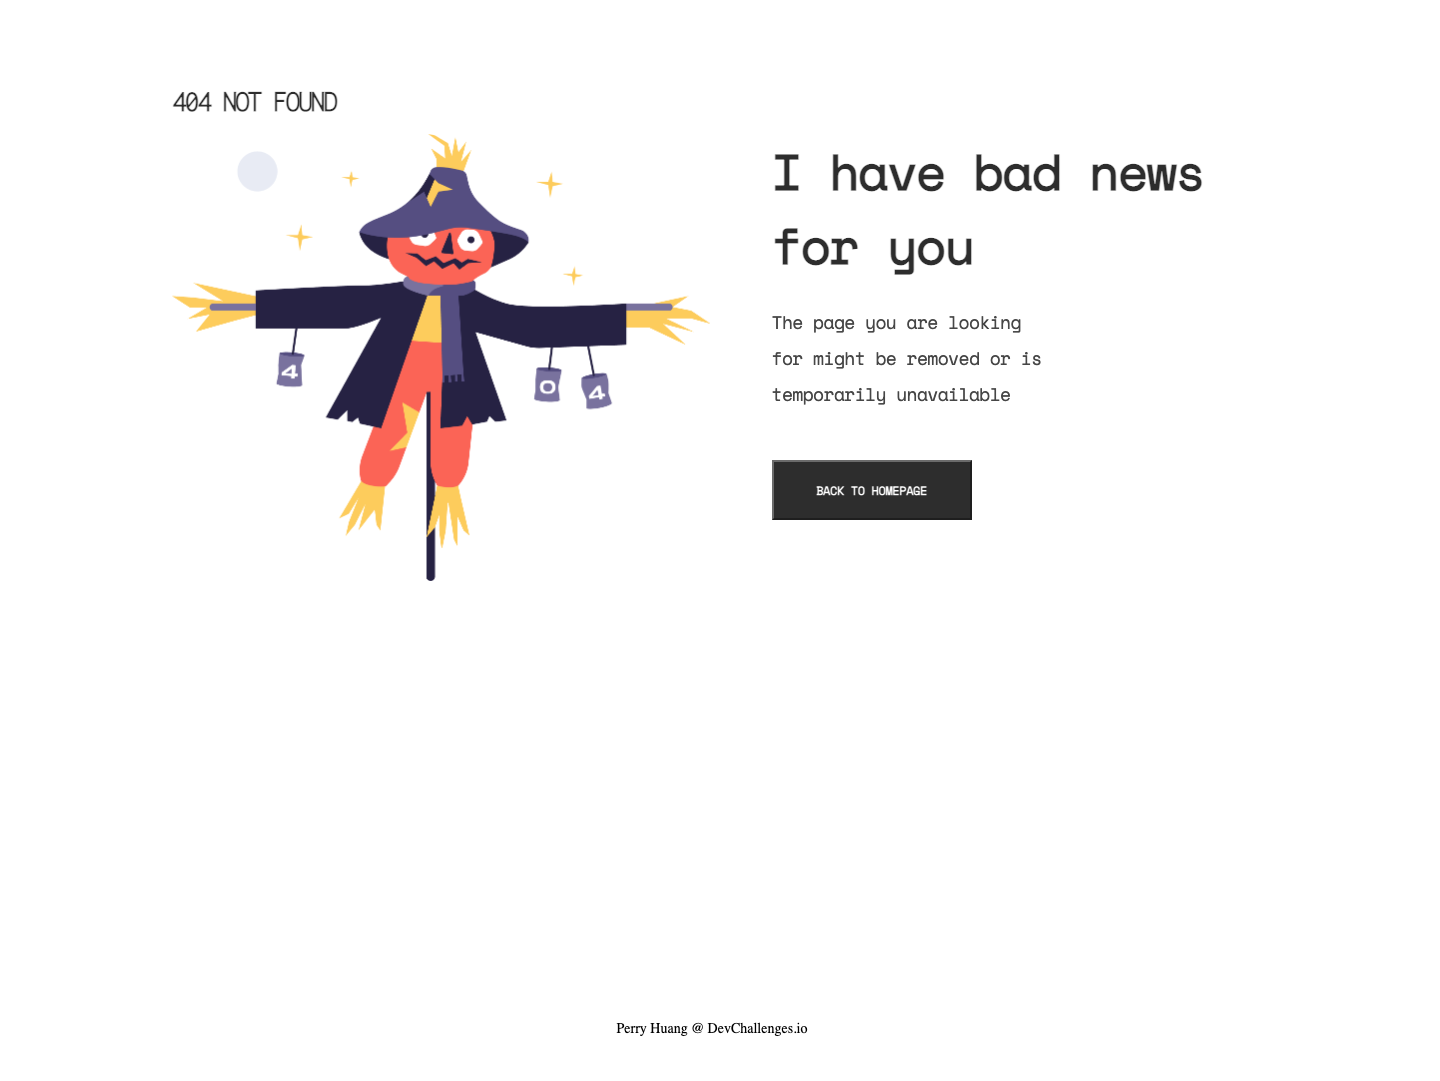 404 NOT FOUND
I have bad news
for you
The page you are looking
for might be removed or is
temporarily unavailable
4
0
4
BACK TO HOMEPAGE
Perry Huang @ DevChallenges.io